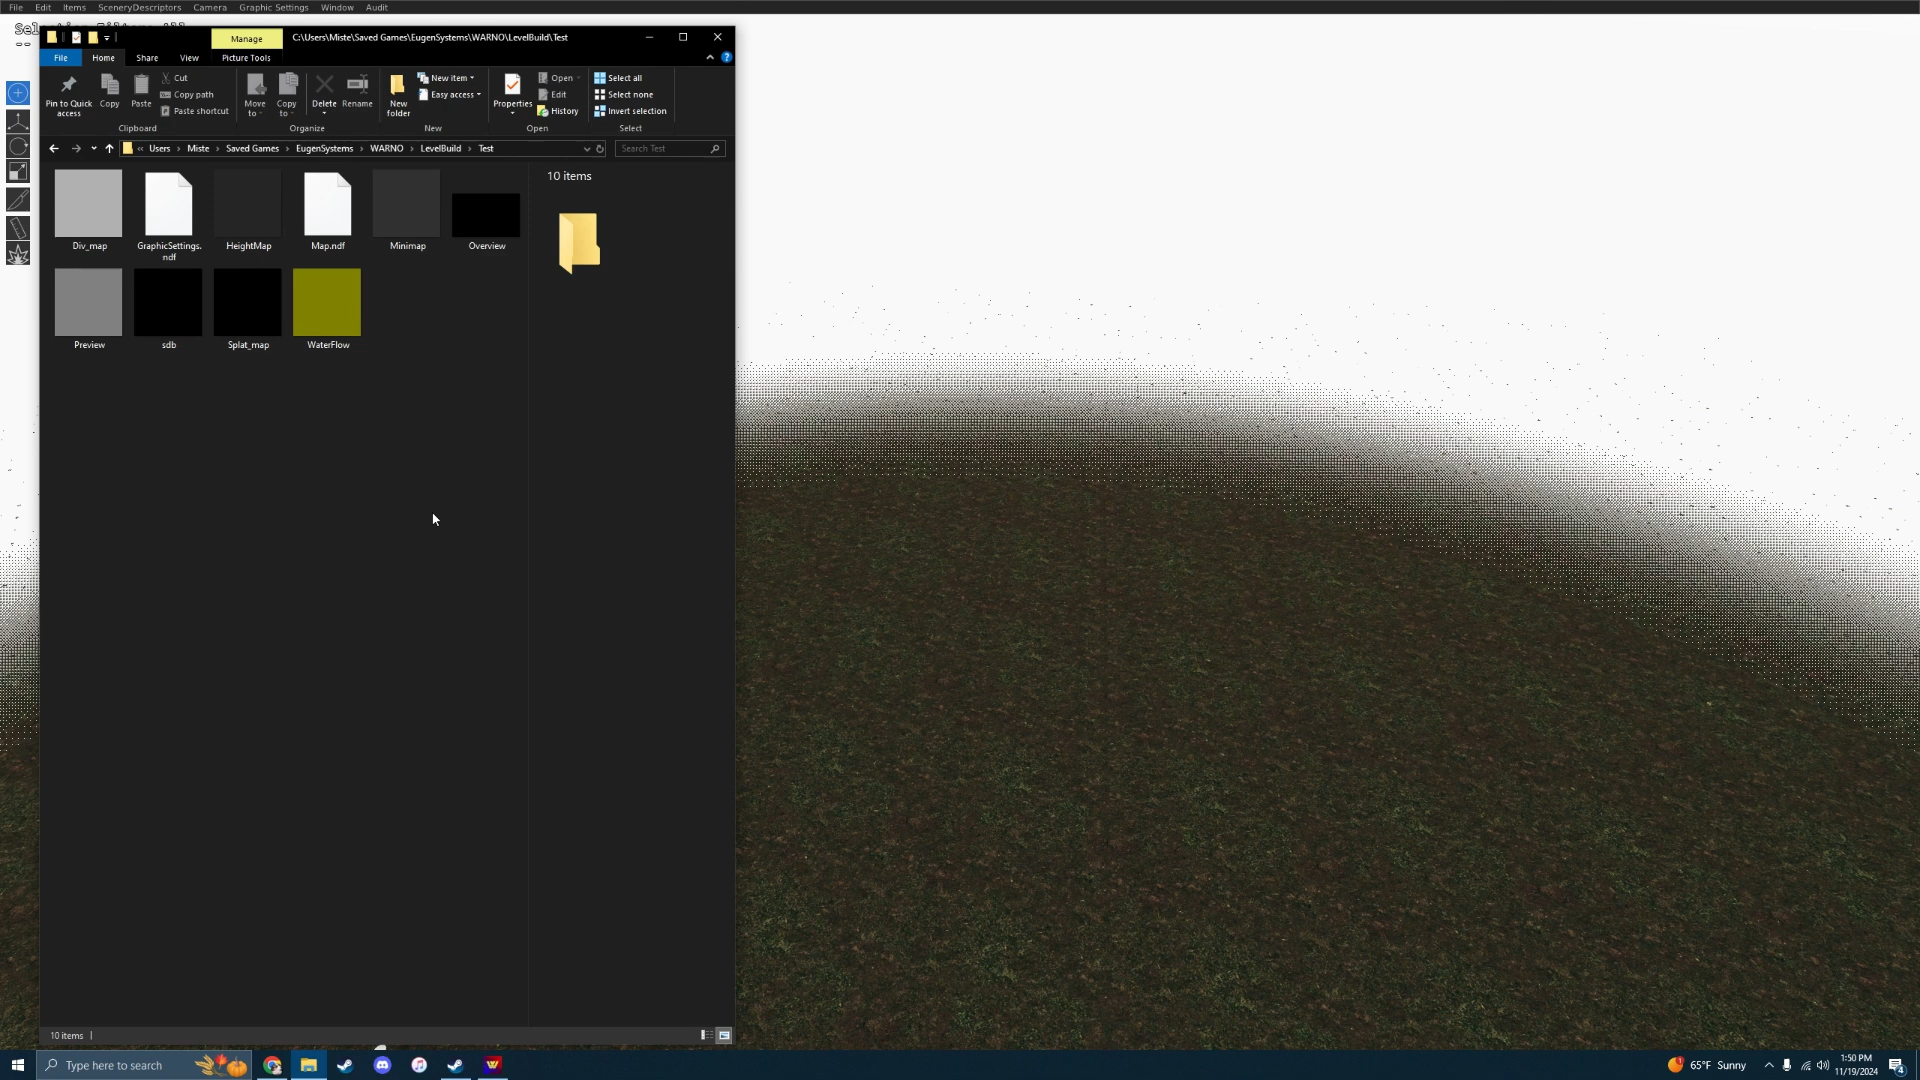 File Edit Items SceneryDescriptors Camera Graphic Settings Window Audit
Manage C:\Users\Miste\Saved Games\EugenSystems\WARNO\LevelBuild\Test
File Home Share View Picture Tools
Pin to Quick access
Copy
Paste
Cut
Copy path
Paste shortcut
Move to
Copy to
Delete
Rename
New folder
New item
Easy access
Properties
Open
Edit
History
Select all
Select none
Invert selection
Clipboard Organize New Open Select
« Users › Miste › Saved Games › EugenSystems › WARNO › LevelBuild › Test
Search Test
10 items
Div_map
GraphicSettings.
ndf
HeightMap
Map.ndf
Minimap
Overview
Preview
sdb
Splat_map
WaterFlow
10 items
Type here to search
65°F Sunny
1:50 PM
11/19/2024
4